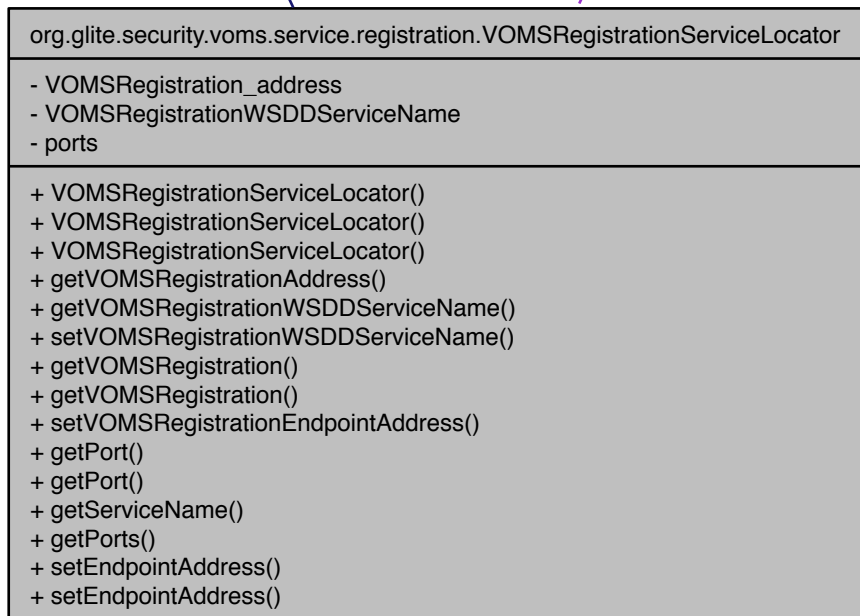 org.glite.security.voms.service.registration.VOMSRegistrationServiceLocator
- VOMSRegistration_address
- VOMSRegistrationWSDDServiceName
- ports
+ VOMSRegistrationServiceLocator()
+ VOMSRegistrationServiceLocator()
+ VOMSRegistrationServiceLocator()
+ getVOMSRegistrationAddress()
+ getVOMSRegistrationWSDDServiceName()
+ setVOMSRegistrationWSDDServiceName()
+ getVOMSRegistration()
+ getVOMSRegistration()
+ setVOMSRegistrationEndpointAddress()
+ getPort()
+ getPort()
+ getServiceName()
+ getPorts()
+ setEndpointAddress()
+ setEndpointAddress()